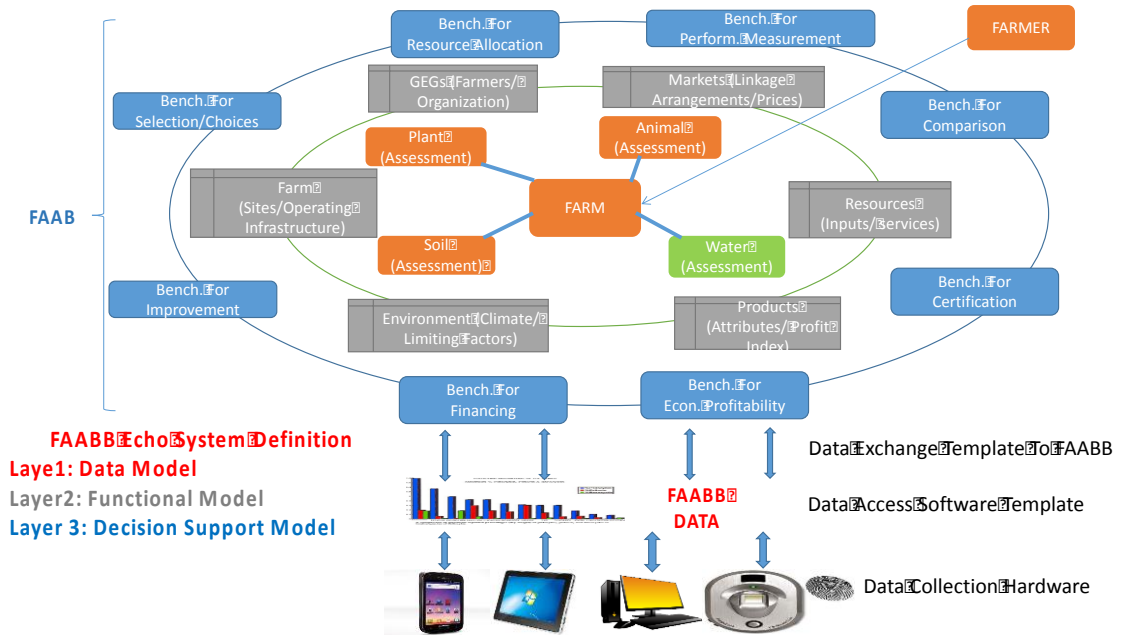 Bench. For
Resource Allocation
Bench. For
Perform. Measurement
FARMER
GEGs (Farmers/
Organization)
Markets (Linkage
Arrangements/Prices)
Bench. For
Selection/Choices
Bench. For
Comparison
Plant
(Assessment)
Animal
(Assessment)
Farm
(Sites/Operating
Infrastructure)
FARM
Resources
(Inputs/ Services)
FAAB
Soil
(Assessment)
Water
(Assessment)
Bench. For
Improvement
Bench. For
Certification
Environment (Climate/
Limiting Factors)
Products
(Attributes/ Profit
Index)
Bench. For
Financing
Bench. For
Econ. Profitability
FAABB Echo System Definition
Laye1: Data Model
Layer2: Functional Model
Layer 3: Decision Support Model
Data Exchange Template To FAABB
FAABB
DATA
Data Access Software Template
Data Collection Hardware